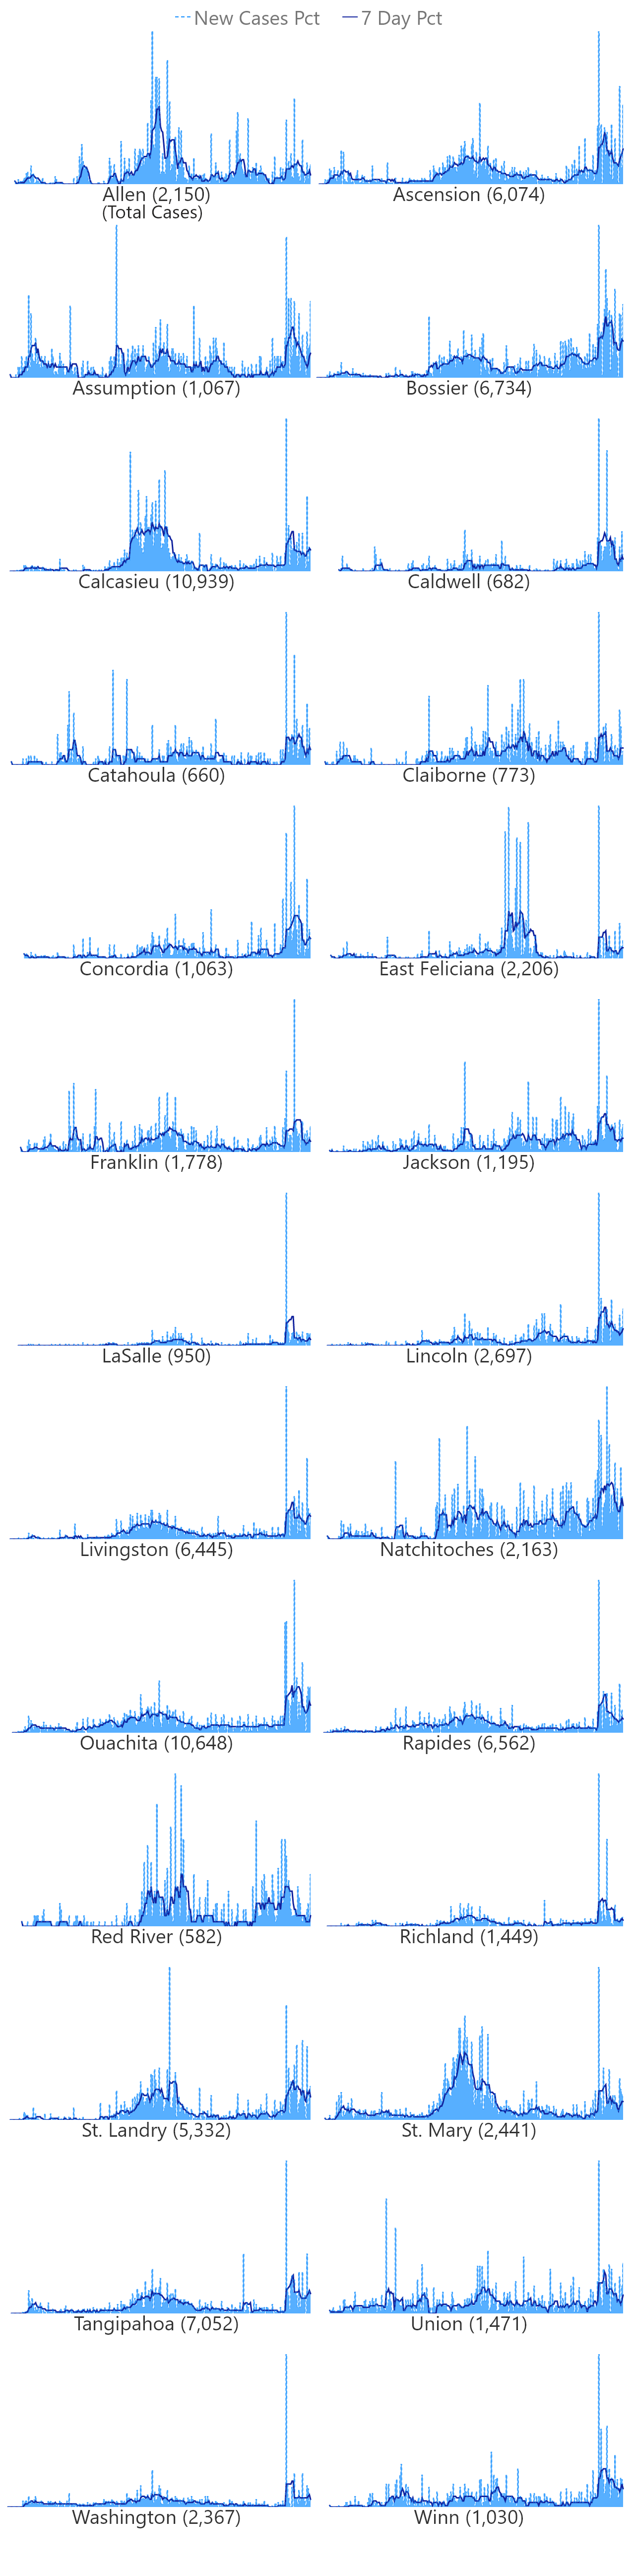 New Cases Pct 7 Day Pct
Allen (2,150) Ascension (6,074)
(Total Cases)
Assumption (1,067) Bossier (6,734)
Calcasieu (10,939) Caldwell (682)
Catahoula (660) Claiborne (773)
Concordia (1,063) East Feliciana (2,206)
Franklin (1,778) Jackson (1,195)
LaSalle (950) Lincoln (2,697)
Livingston (6,445) Natchitoches (2,163)
Ouachita (10,648) Rapides (6,562)
Red River (582) Richland (1,449)
St. Landry (5,332) St. Mary (2,441)
Tangipahoa (7,052) Union (1,471)
Washington (2,367) Winn (1,030)